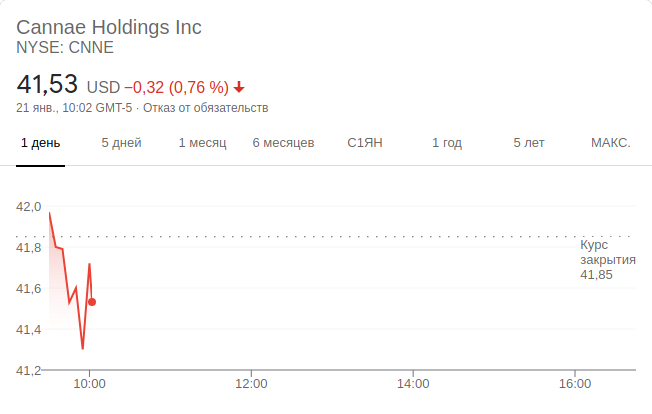 Cannae Holdings Inc
NYSE: CNNE
41,53 USD −0,32 (0,76 %)
21 янв., 10:02 GMT-5 · Отказ от обязательств
1 день 5 дней 1 месяц 6 месяцев С1ЯН 1 год 5 лет МАКС.
42,0
41,8
41,6
41,4
41,2
Курс
закрытия
41,85
10:00 12:00 14:00 16:00